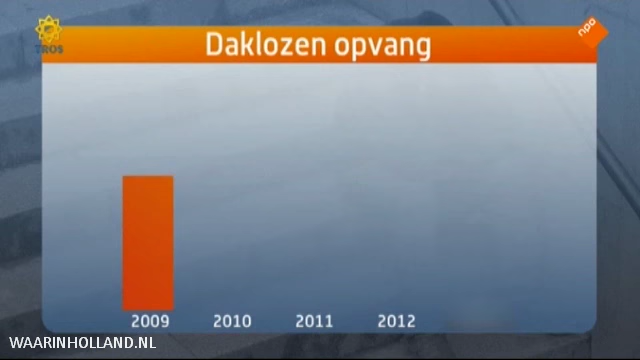 Daklozen opvang
npo
TROS
2009 2010 2011 2012
WAARINHOLLAND.NL